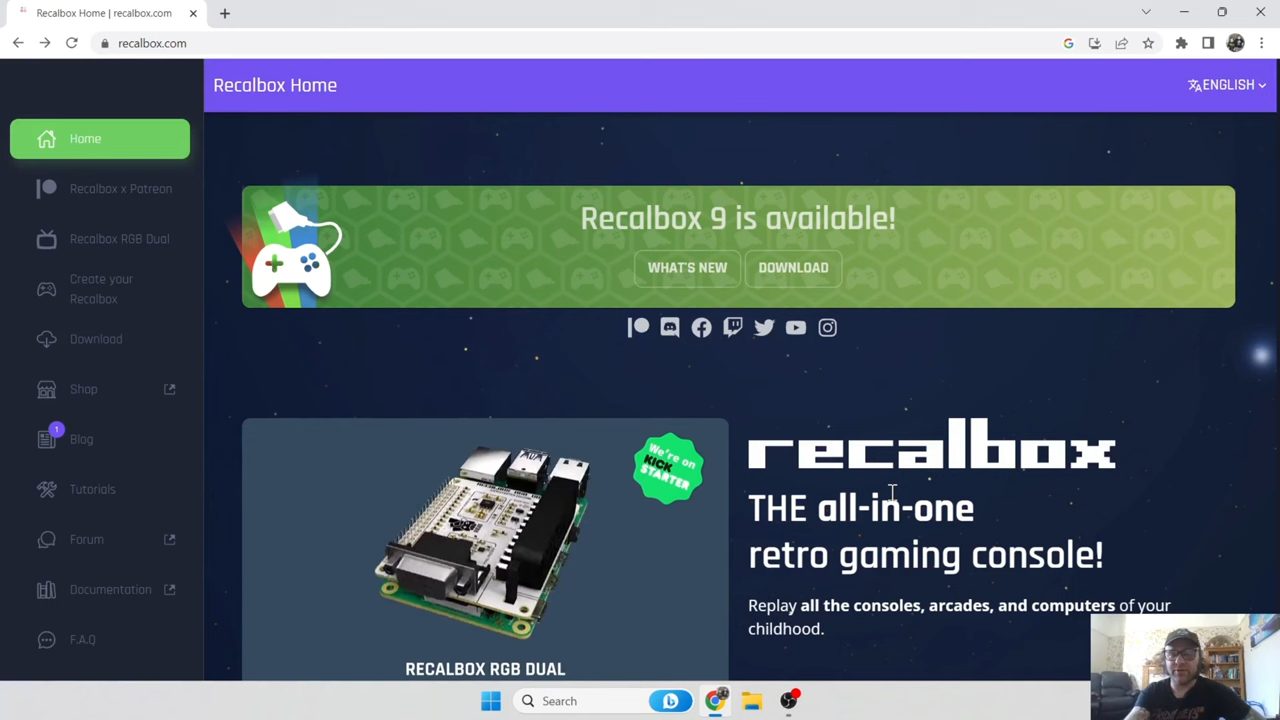 Recalbox Home | recalbox.com
recalbox.com
Recalbox Home
ENGLISH
Home
Recalbox x Patreon
Recalbox RGB Dual
Create your
Recalbox
Download
Shop
1
Blog
Tutorials
Forum
Documentation
F.A.Q
Recalbox 9 is available!
WHAT'S NEW
DOWNLOAD
We're on
KICK
STARTER
RECALBOX RGB DUAL
recalbox
THE all-in-one
retro gaming console!
Replay all the consoles, arcades, and computers of your
childhood.
Search